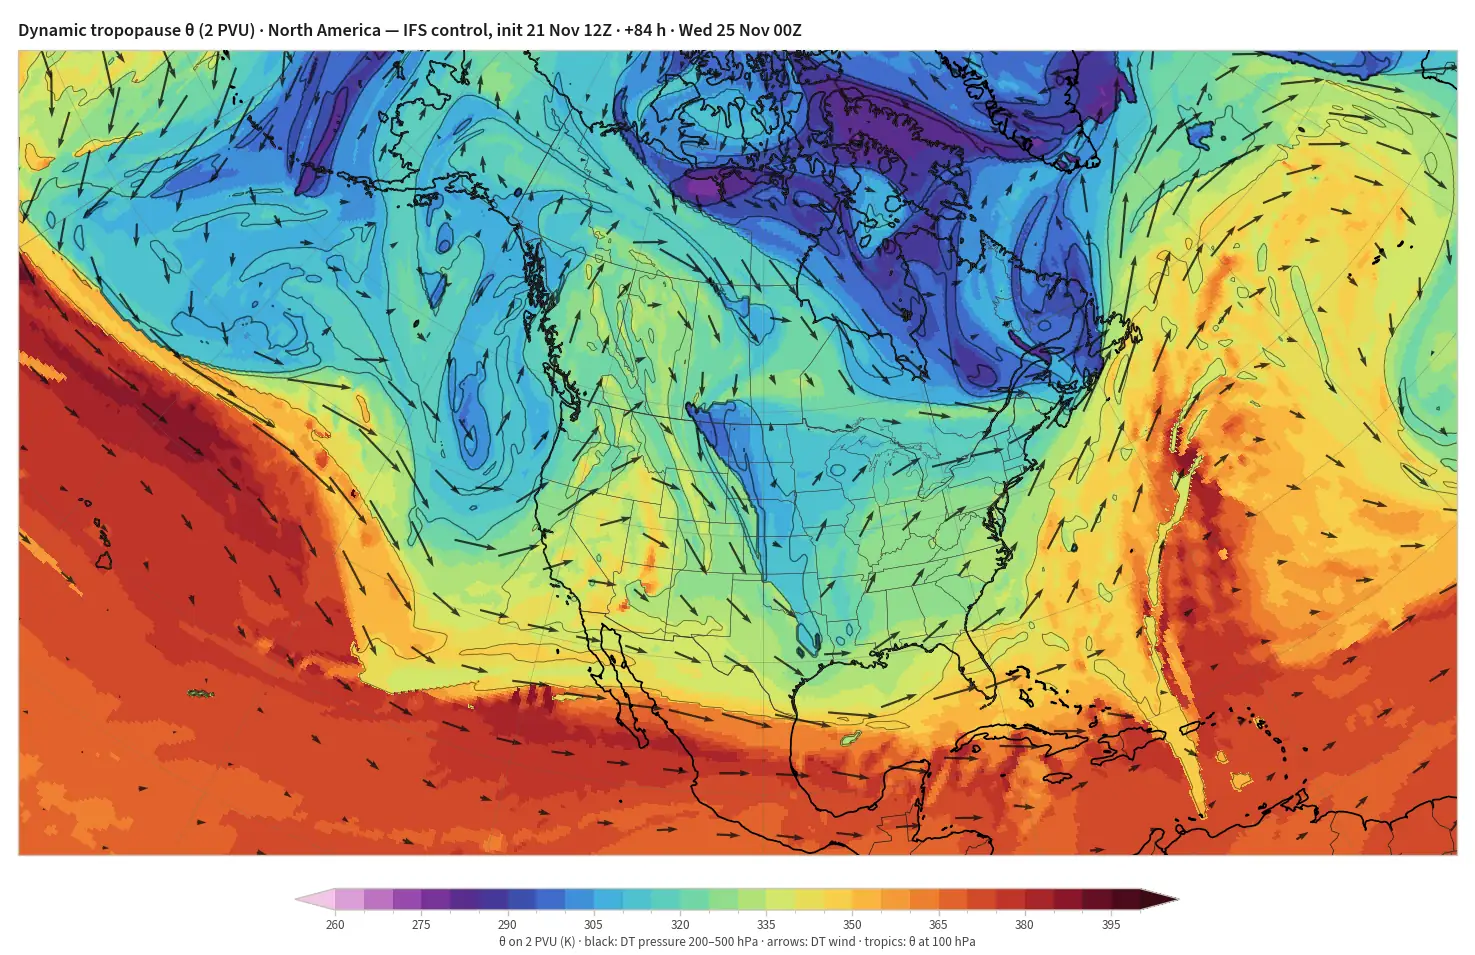 Dynamic tropopause θ (2 PVU) · North America — IFS control, init 21 Nov 12Z · +84 h · Wed 25 Nov 00Z
260 275 290 305 320 335 350 365 380 395
θ on 2 PVU (K) · black: DT pressure 200–500 hPa · arrows: DT wind · tropics: θ at 100 hPa